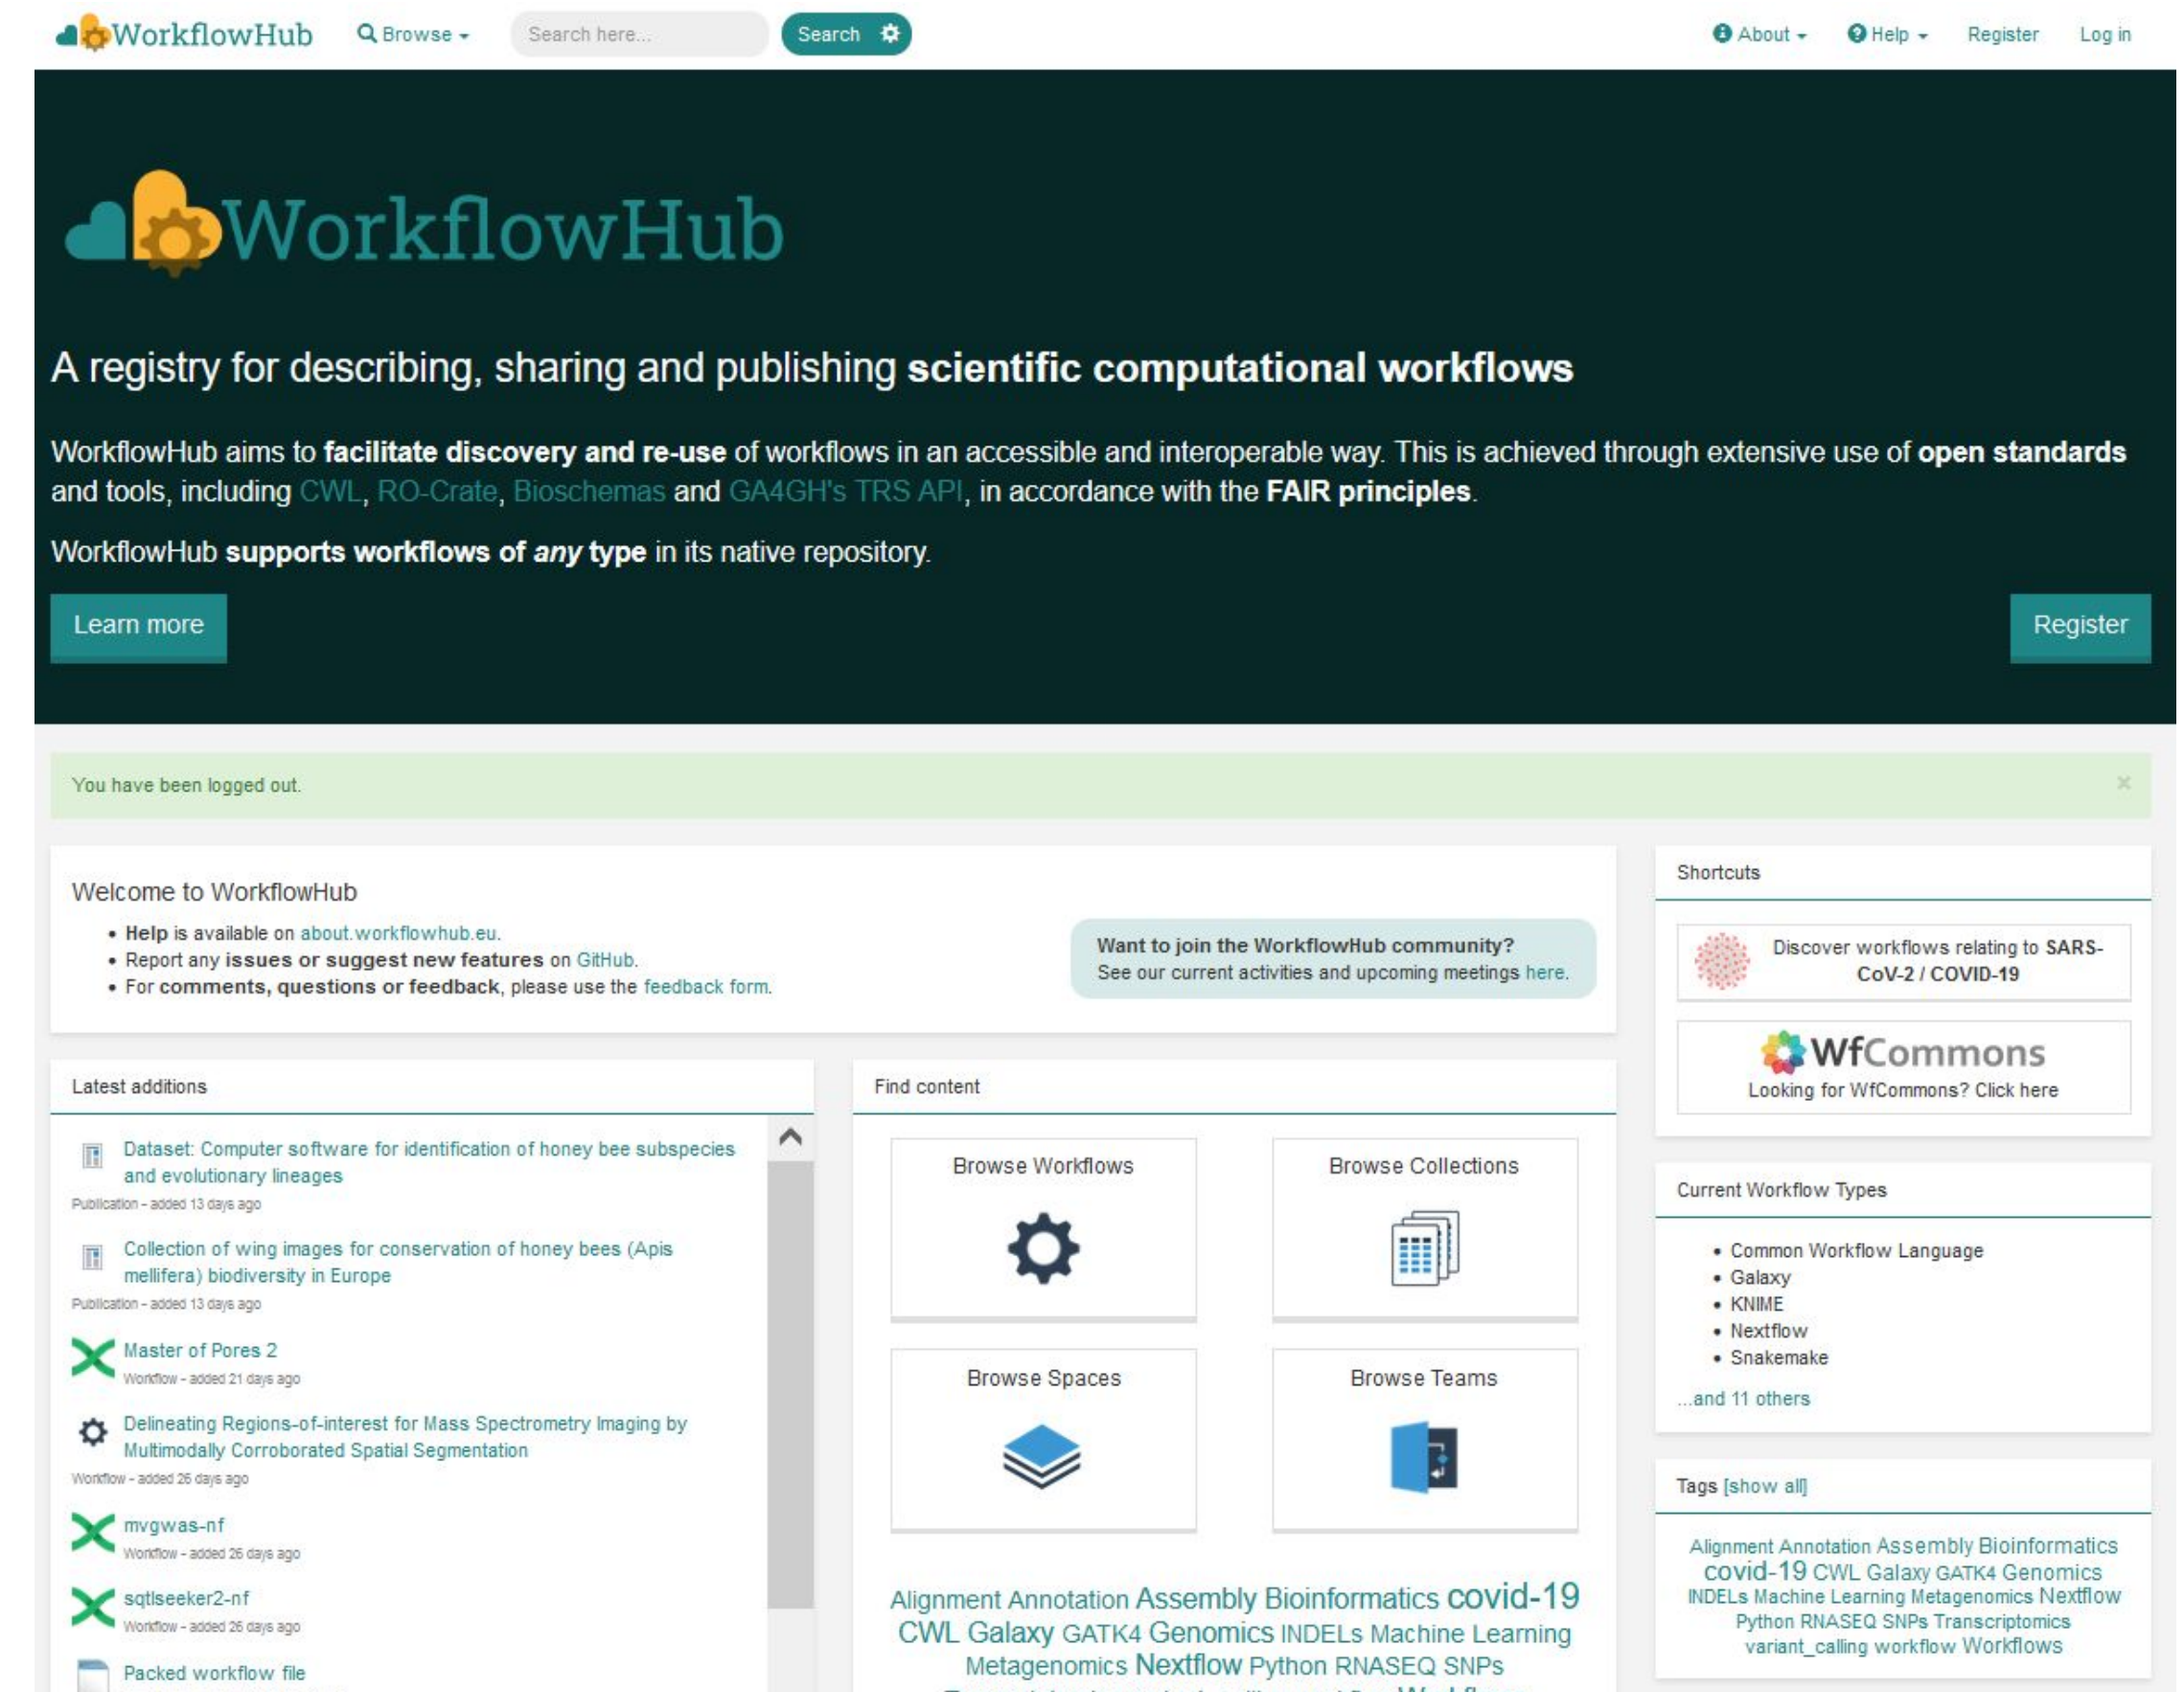 WorkflowHub Browse Search here... Search About Help Register Log in
WorkflowHub
A registry for describing, sharing and publishing scientific computational workflows
WorkflowHub aims to facilitate discovery and re-use of workflows in an accessible and interoperable way. This is achieved through extensive use of open standards
and tools, including CWL, RO-Crate, Bioschemas and GA4GH's TRS API, in accordance with the FAIR principles.
WorkflowHub supports workflows of any type in its native repository.
Learn more
Register
You have been logged out.
Welcome to WorkflowHub
• Help is available on about.workflowhub.eu.
• Report any issues or suggest new features on GitHub.
• For comments, questions or feedback, please use the feedback form.
Want to join the WorkflowHub community?
See our current activities and upcoming meetings here.
Latest additions
Dataset: Computer software for identification of honey bee subspecies
and evolutionary lineages
Publication - added 13 days ago
Collection of wing images for conservation of honey bees (Apis
mellifera) biodiversity in Europe
Publication - added 13 days ago
Master of Pores 2
Workflow - added 21 days ago
Delineating Regions-of-interest for Mass Spectrometry Imaging by
Multimodally Corroborated Spatial Segmentation
Workflow - added 26 days ago
mvgwas-nf
Workflow - added 26 days ago
sqtlseeker2-nf
Workflow - added 26 days ago
Packed workflow file
Find content
Browse Workflows
Browse Collections
Browse Spaces
Browse Teams
Alignment Annotation Assembly Bioinformatics covid-19
CWL Galaxy GATK4 Genomics INDELs Machine Learning
Metagenomics Nextflow Python RNASEQ SNPs
Shortcuts
Discover workflows relating to SARS-
CoV-2 / COVID-19
WfCommons
Looking for WfCommons? Click here
Current Workflow Types
• Common Workflow Language
• Galaxy
• KNIME
• Nextflow
• Snakemake
...and 11 others
Tags [show all]
Alignment Annotation Assembly Bioinformatics
covid-19 CWL Galaxy GATK4 Genomics
INDELs Machine Learning Metagenomics Nextflow
Python RNASEQ SNPs Transcriptomics
variant_calling workflow Workflows